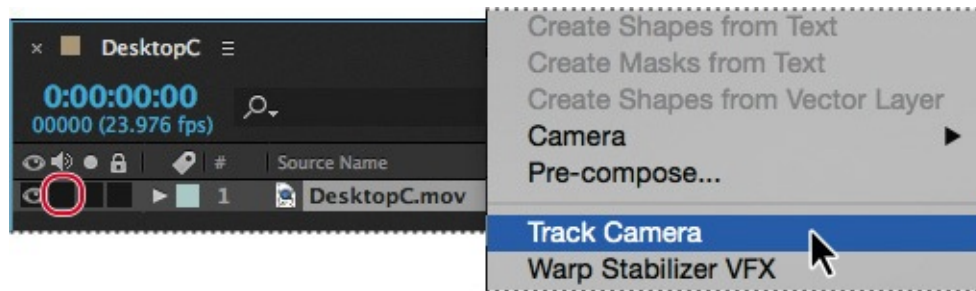 DesktopC
0:00:00:00
00000 (23.976 fps)
# Source Name
1 DesktopC.mov
Create Shapes from Text
Create Masks from Text
Create Shapes from Vector Layer
Camera
Pre-compose...
Track Camera
Warp Stabilizer VFX